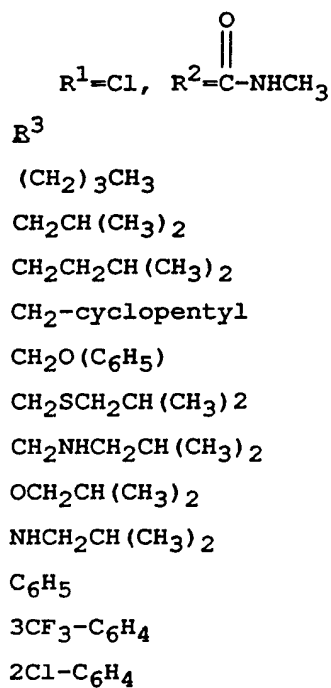 O
R¹=Cl, R²=C-NHCH₃
R³
(CH₂)₃CH₃
CH₂CH(CH₃)₂
CH₂CH₂CH(CH₃)₂
CH₂-cyclopentyl
CH₂O(C₆H₅)
CH₂SCH₂CH(CH₃)2
CH₂NHCH₂CH(CH₃)₂
OCH₂CH(CH₃)₂
NHCH₂CH(CH₃)₂
C₆H₅
3CF₃-C₆H₄
2Cl-C₆H₄